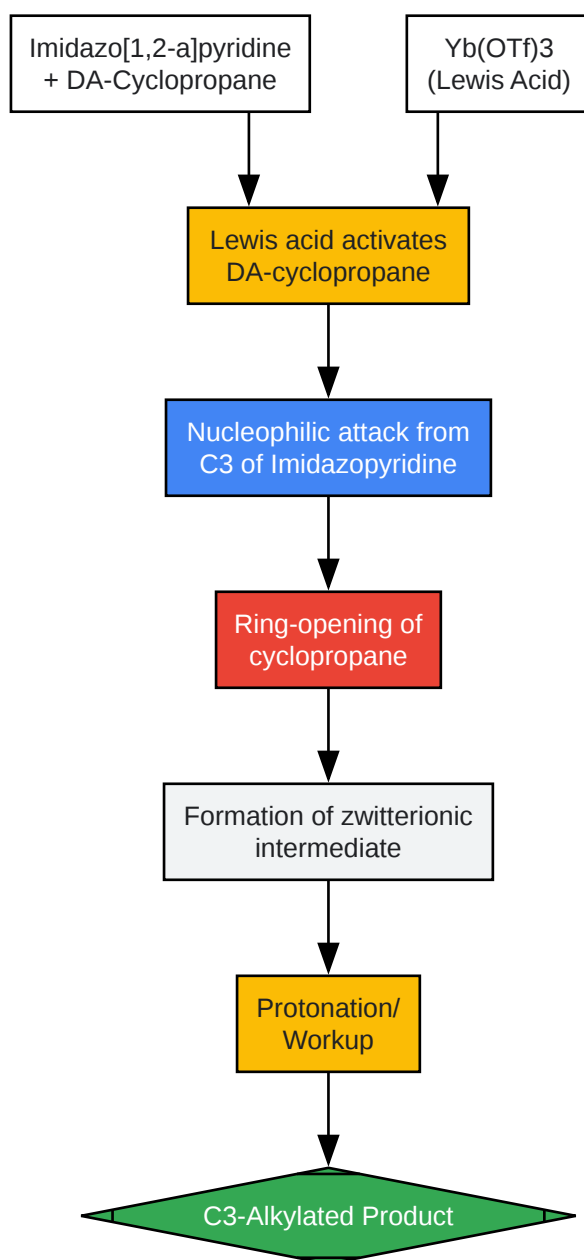 Imidazo[1,2-a]pyridine
+ DA-Cyclopropane
Yb(OTf)3
(Lewis Acid)
Lewis acid activates
DA-cyclopropane
Nucleophilic attack from
C3 of Imidazopyridine
Ring-opening of
cyclopropane
Formation of zwitterionic
intermediate
Protonation/
Workup
C3-Alkylated Product